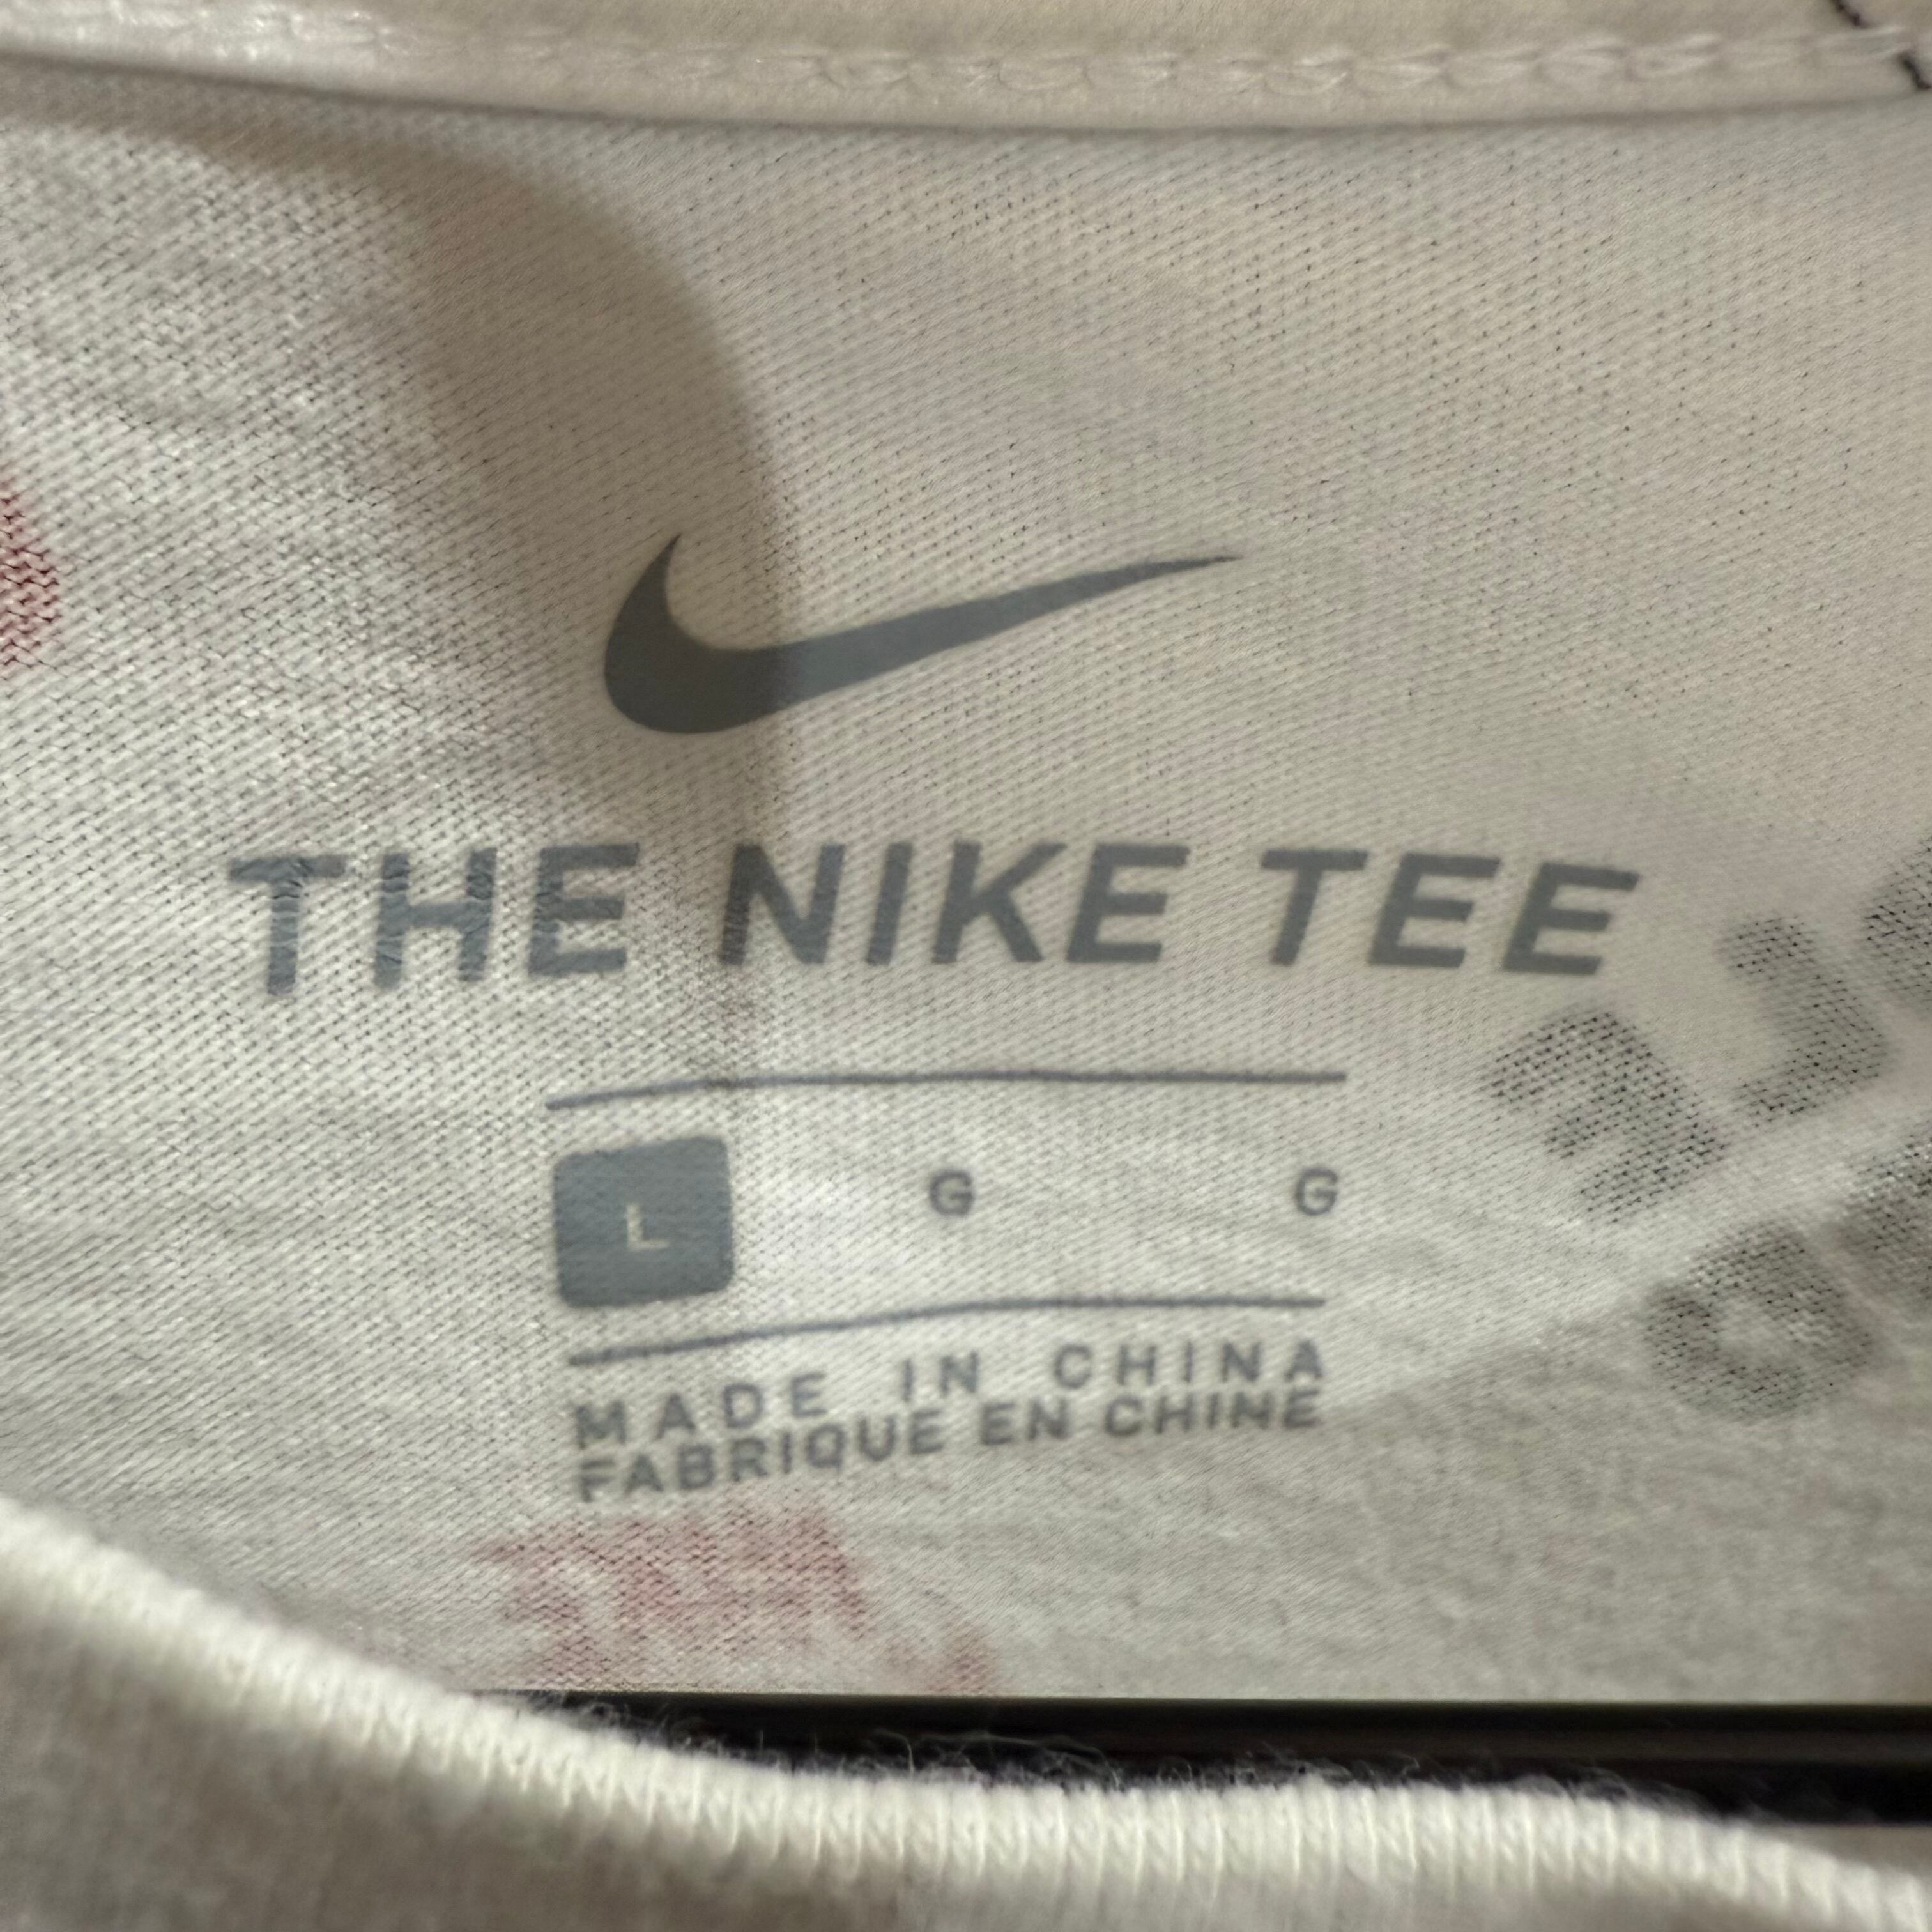 THE NIKE TEE
L G G
MADE IN CHINA
FABRIQUE EN CHINE